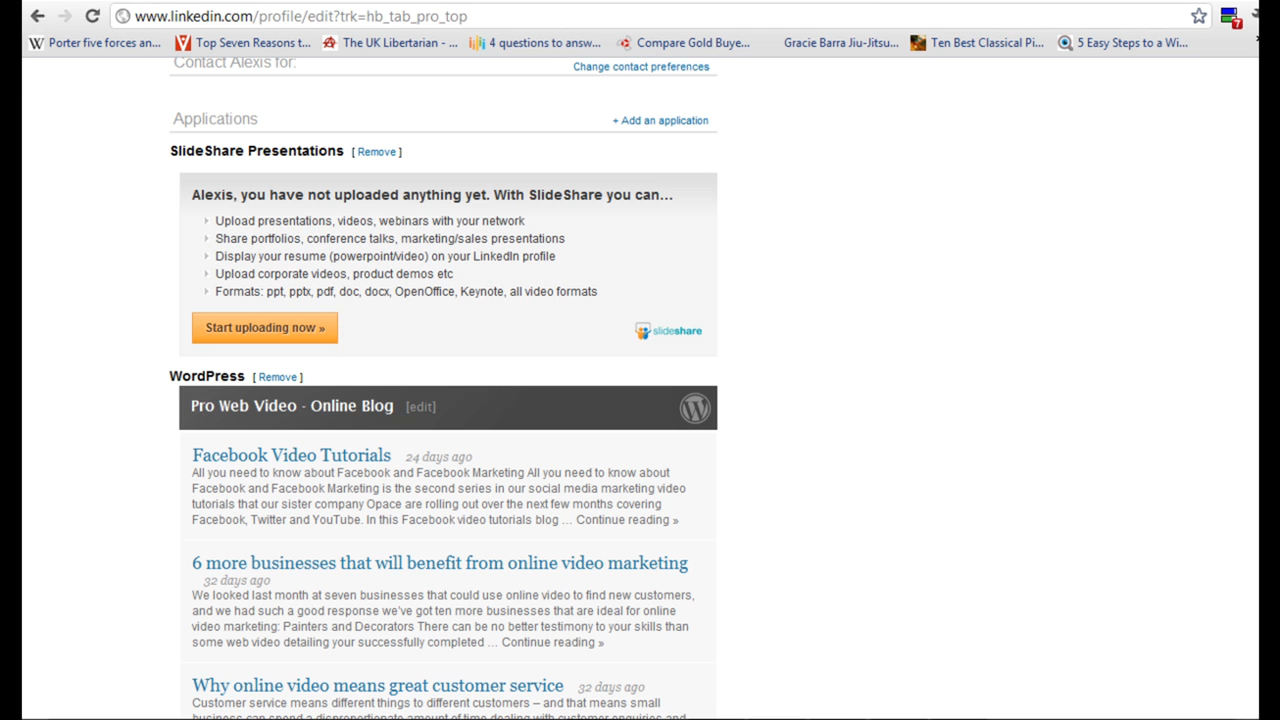 www.linkedin.com/profile/edit?trk=hb_tab_pro_top
7
W Porter five forces an... Top Seven Reasons t... The UK Libertarian - ... 4 questions to answ... Compare Gold Buye... Gracie Barra Jiu-Jitsu... Ten Best Classical Pi... 5 Easy Steps to a Wi...
Contact Alexis for: Change contact preferences
Applications + Add an application
SlideShare Presentations [ Remove ]
Alexis, you have not uploaded anything yet. With SlideShare you can...
Upload presentations, videos, webinars with your network
Share portfolios, conference talks, marketing/sales presentations
Display your resume (powerpoint/video) on your LinkedIn profile
Upload corporate videos, product demos etc
Formats: ppt, pptx, pdf, doc, docx, OpenOffice, Keynote, all video formats
Start uploading now » slideshare
WordPress [ Remove ]
Pro Web Video - Online Blog [edit]
Facebook Video Tutorials 24 days ago
All you need to know about Facebook and Facebook Marketing All you need to know about
Facebook and Facebook Marketing is the second series in our social media marketing video
tutorials that our sister company Opace are rolling out over the next few months covering
Facebook, Twitter and YouTube. In this Facebook video tutorials blog ... Continue reading »
6 more businesses that will benefit from online video marketing
32 days ago
We looked last month at seven businesses that could use online video to find new customers,
and we had such a good response we've got ten more businesses that are ideal for online
video marketing: Painters and Decorators There can be no better testimony to your skills than
some web video detailing your successfully completed ... Continue reading »
Why online video means great customer service 32 days ago
Customer service means different things to different customers – and that means small
business can spend a disproportionate amount of time dealing with customer enquiries and